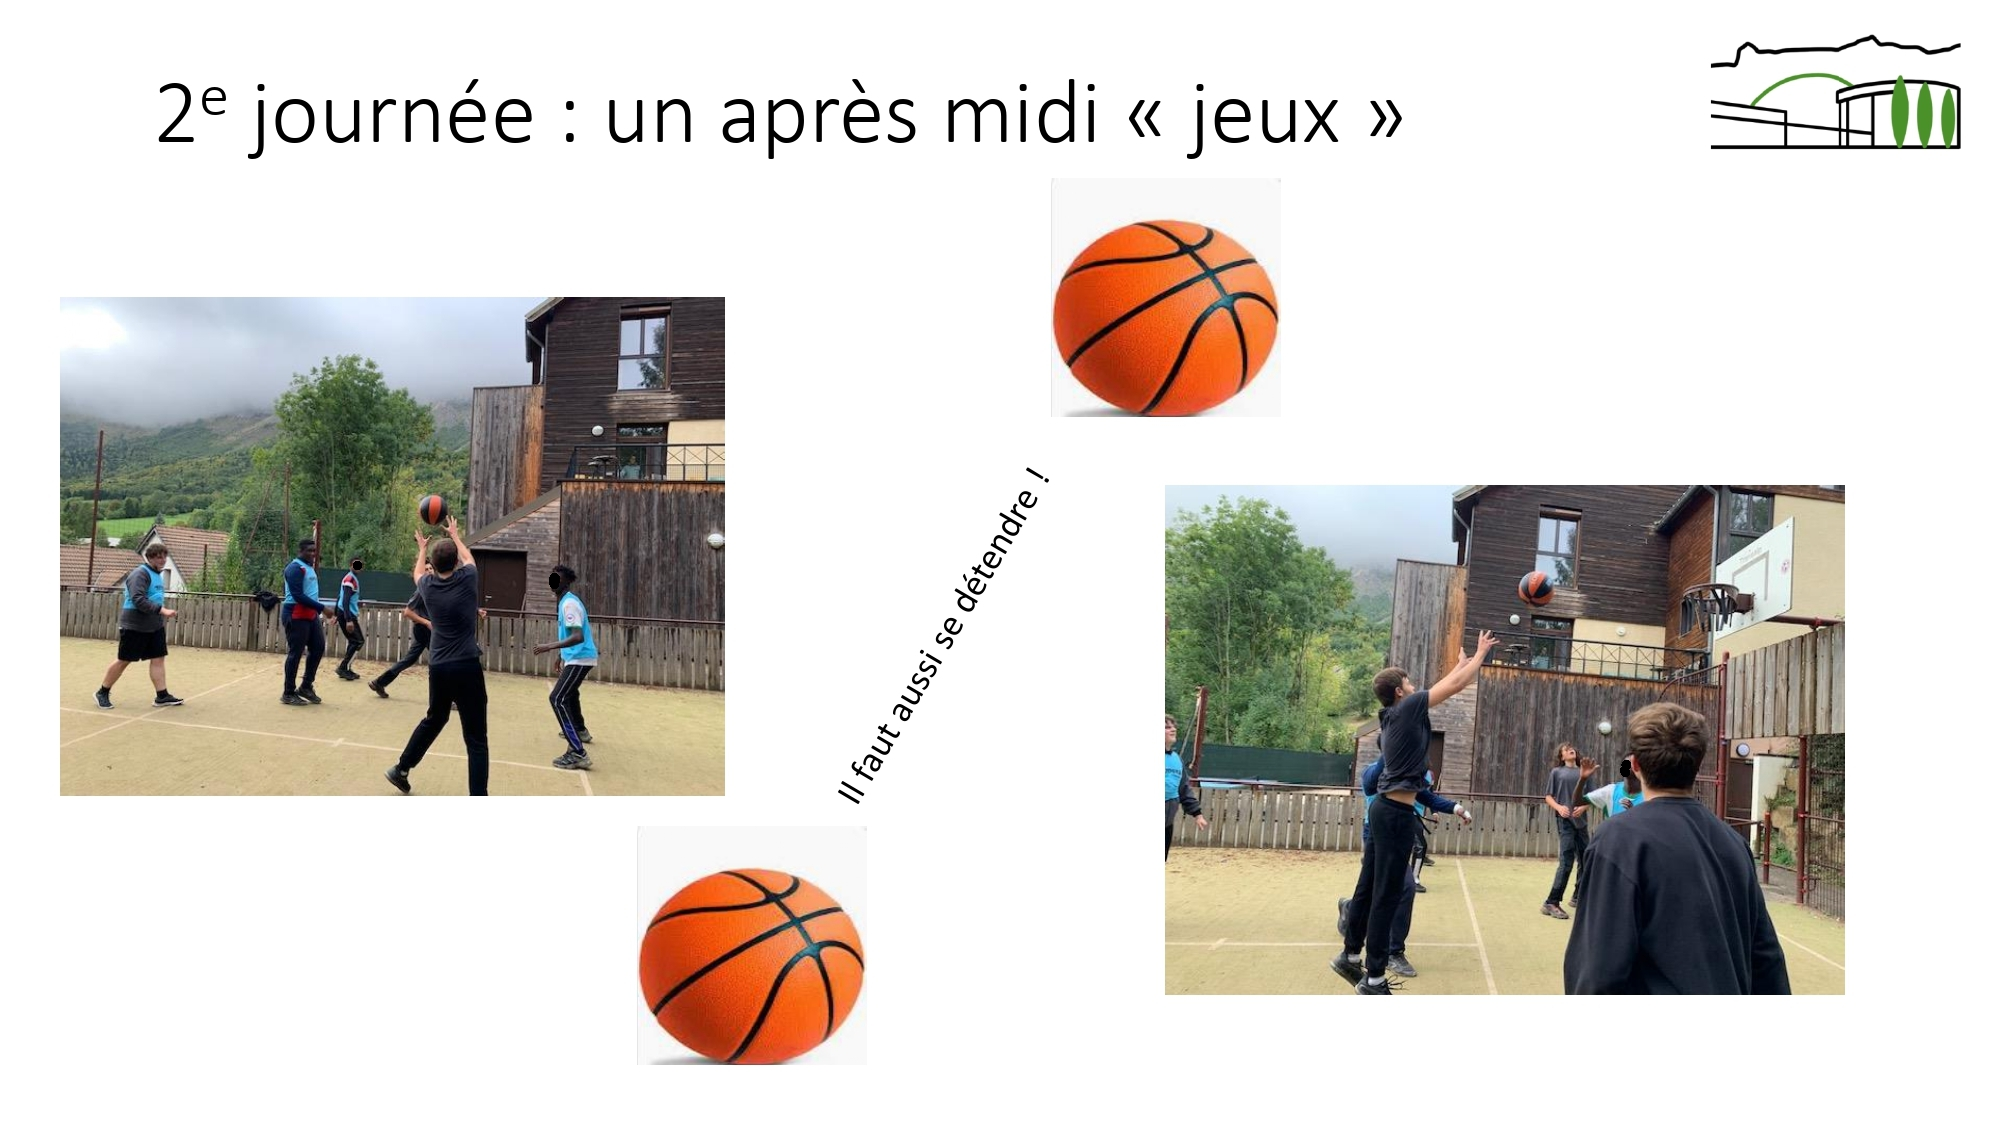 2e journée : un après midi « jeux »
Il faut aussi se détendre !